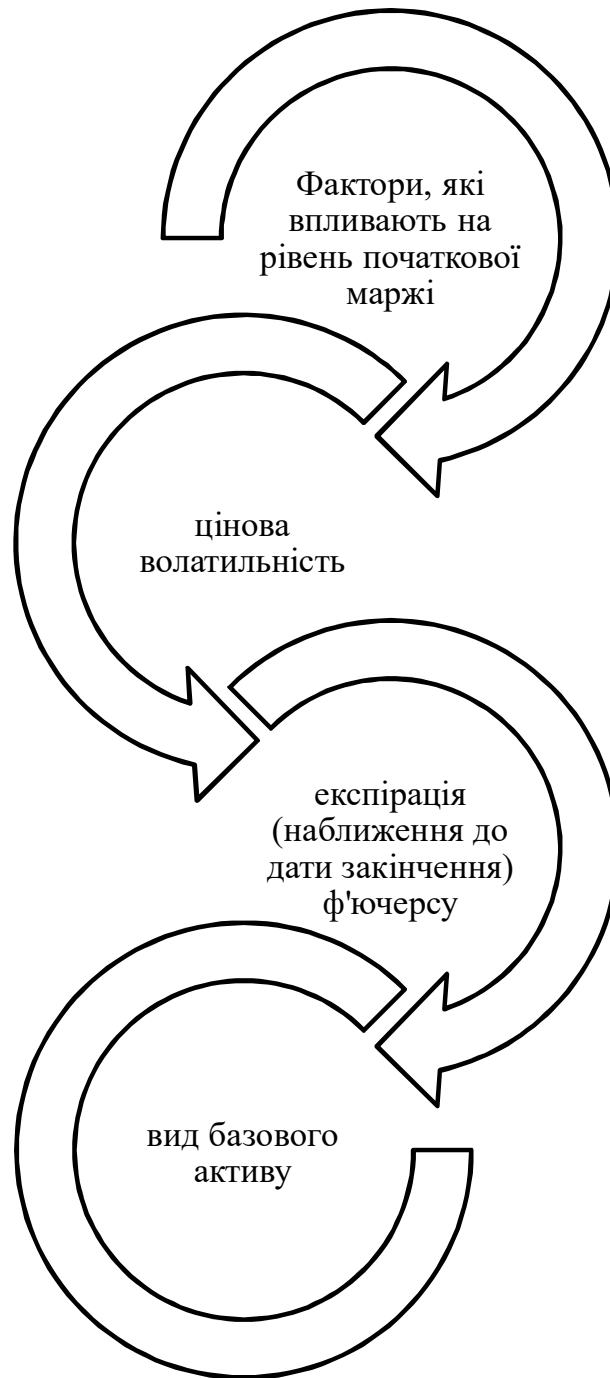 Фактори, які
впливають на
рівень початкової
маржі
цінова
волатильність
експірація
(наближення до
дати закінчення)
ф'ючерсу
вид базового
активу